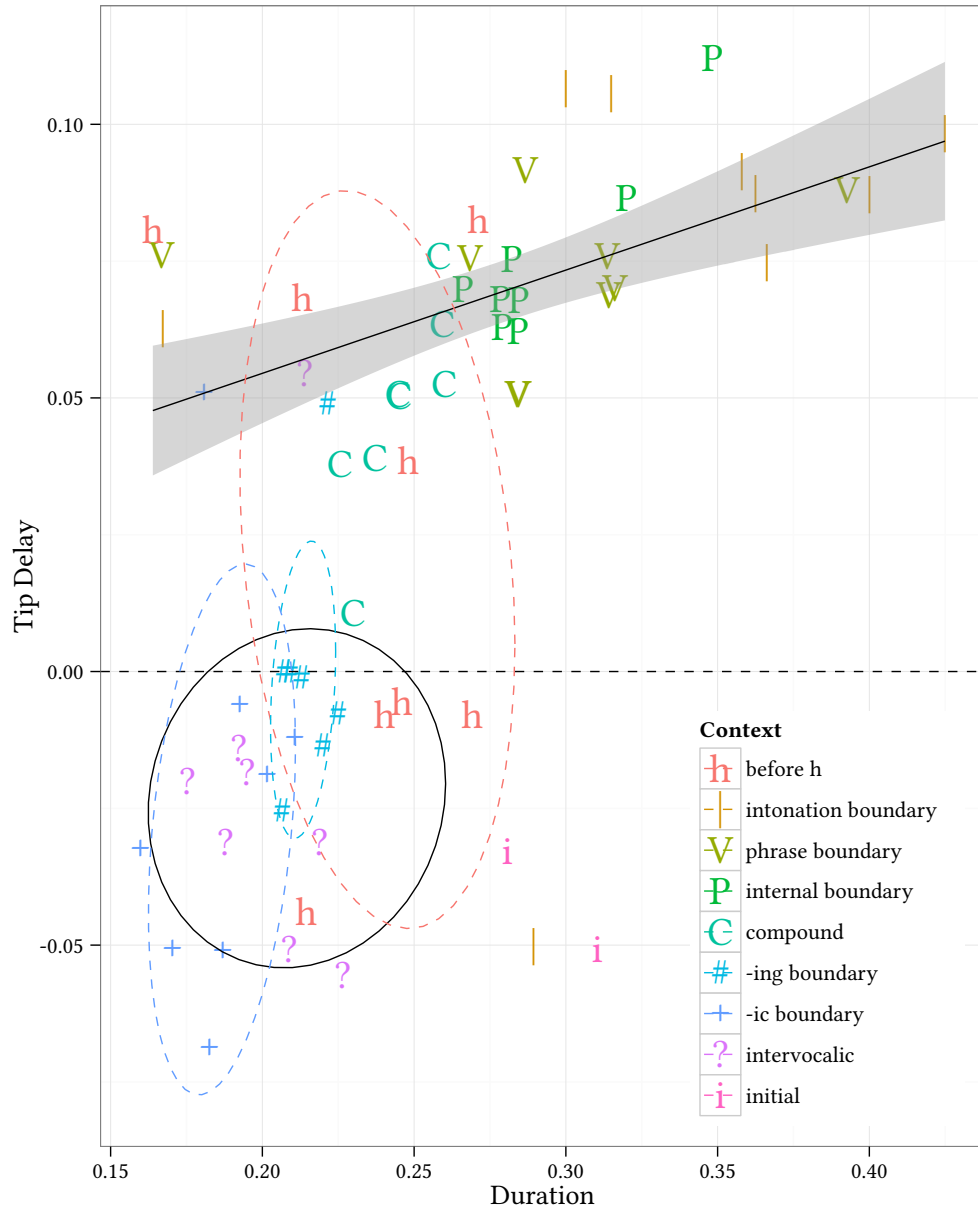 0.10
0.05
0.00
-0.05
Tip Delay
0.15
0.20
0.25
0.30
0.35
0.40
Duration
Context
h before h
| intonation boundary
V phrase boundary
P internal boundary
C compound
# -ing boundary
+ -ic boundary
? intervocalic
i initial